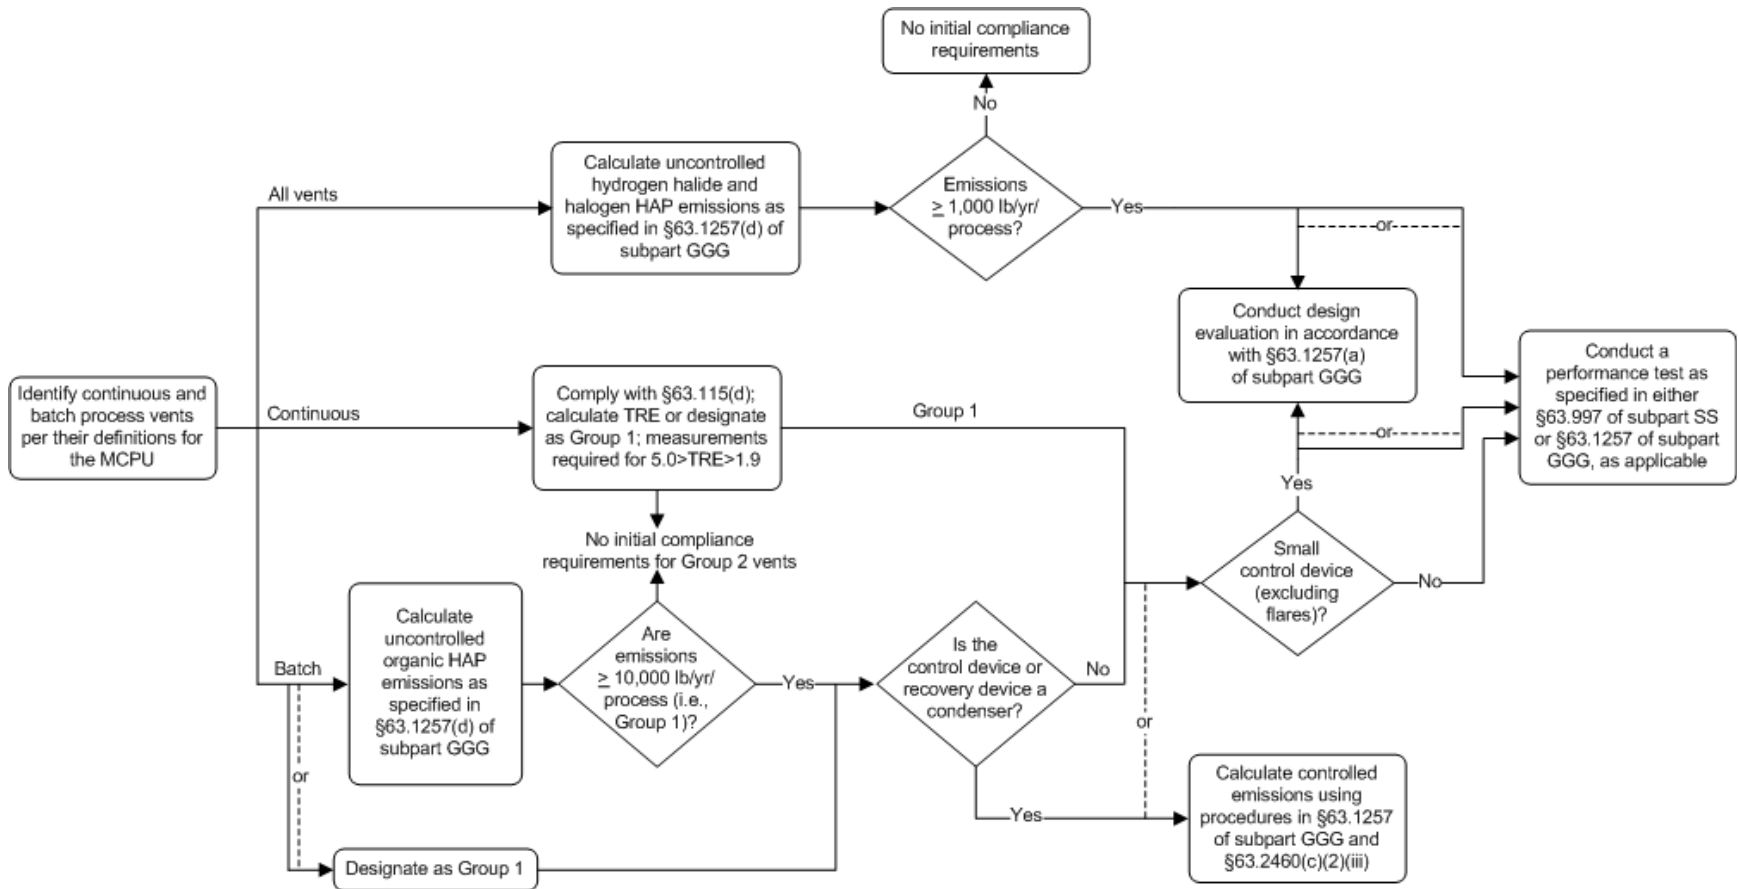 No initial compliance
requirements
No
All vents
Calculate uncontrolled
hydrogen halide and
halogen HAP emissions as
specified in §63.1257(d) of
subpart GGG
Emissions
≥ 1,000 lb/yr/
process?
Yes
or
Conduct design
evaluation in accordance
with §63.1257(a)
of subpart GGG
Conduct a
performance test as
specified in either
§63.997 of subpart SS
or §63.1257 of subpart
GGG, as applicable
Identify continuous and
batch process vents
per their definitions for
the MCPU
Continuous
Comply with §63.115(d);
calculate TRE or designate
as Group 1; measurements
required for 5.0>TRE>1.9
Group 1
or
Yes
No initial compliance
requirements for Group 2 vents
Small
control device
(excluding
flares)?
No
Batch
Calculate
uncontrolled
organic HAP
emissions as
specified in
§63.1257(d) of
subpart GGG
Are
emissions
≥ 10,000 lb/yr/
process (i.e.,
Group 1)?
Yes
Is the
control device or
recovery device a
condenser?
No
or
or
Yes
Calculate controlled
emissions using
procedures in §63.1257
of subpart GGG and
§63.2460(c)(2)(iii)
Designate as Group 1